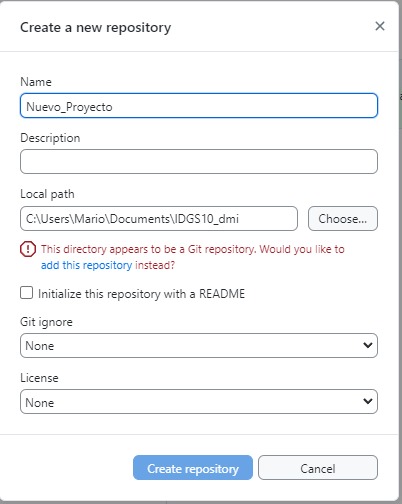 Create a new repository
Name
Nuevo_Proyecto
Description
Local path
C:\Users\Mario\Documents\IDGS10_dmi
Choose...
This directory appears to be a Git repository. Would you like to
add this repository instead?
Initialize this repository with a README
Git ignore
None
License
None
Create repository
Cancel